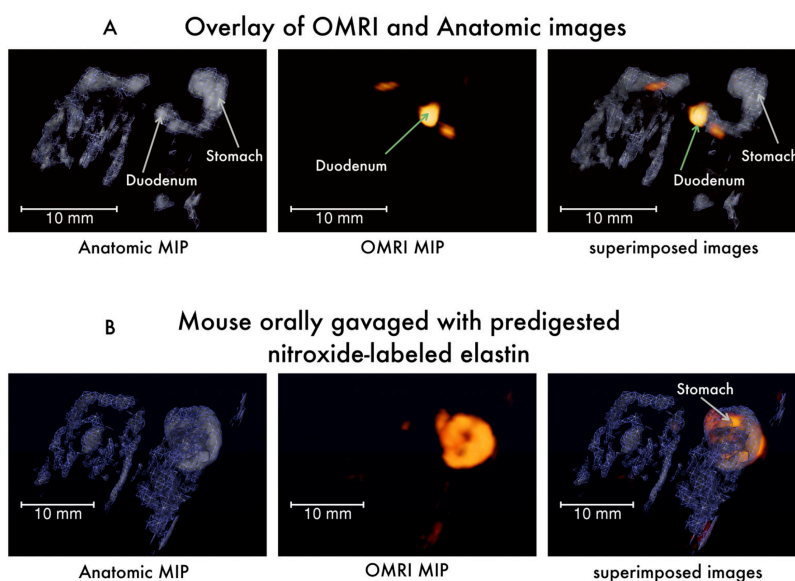 A
Overlay of OMRI and Anatomic images
Stomach
Duodenum
10 mm
Anatomic MIP
Duodenum
10 mm
OMRI MIP
Stomach
Duodenum
10 mm
superimposed images
B
Mouse orally gavaged with predigested
nitroxide-labeled elastin
10 mm
Anatomic MIP
10 mm
OMRI MIP
Stomach
10 mm
superimposed images